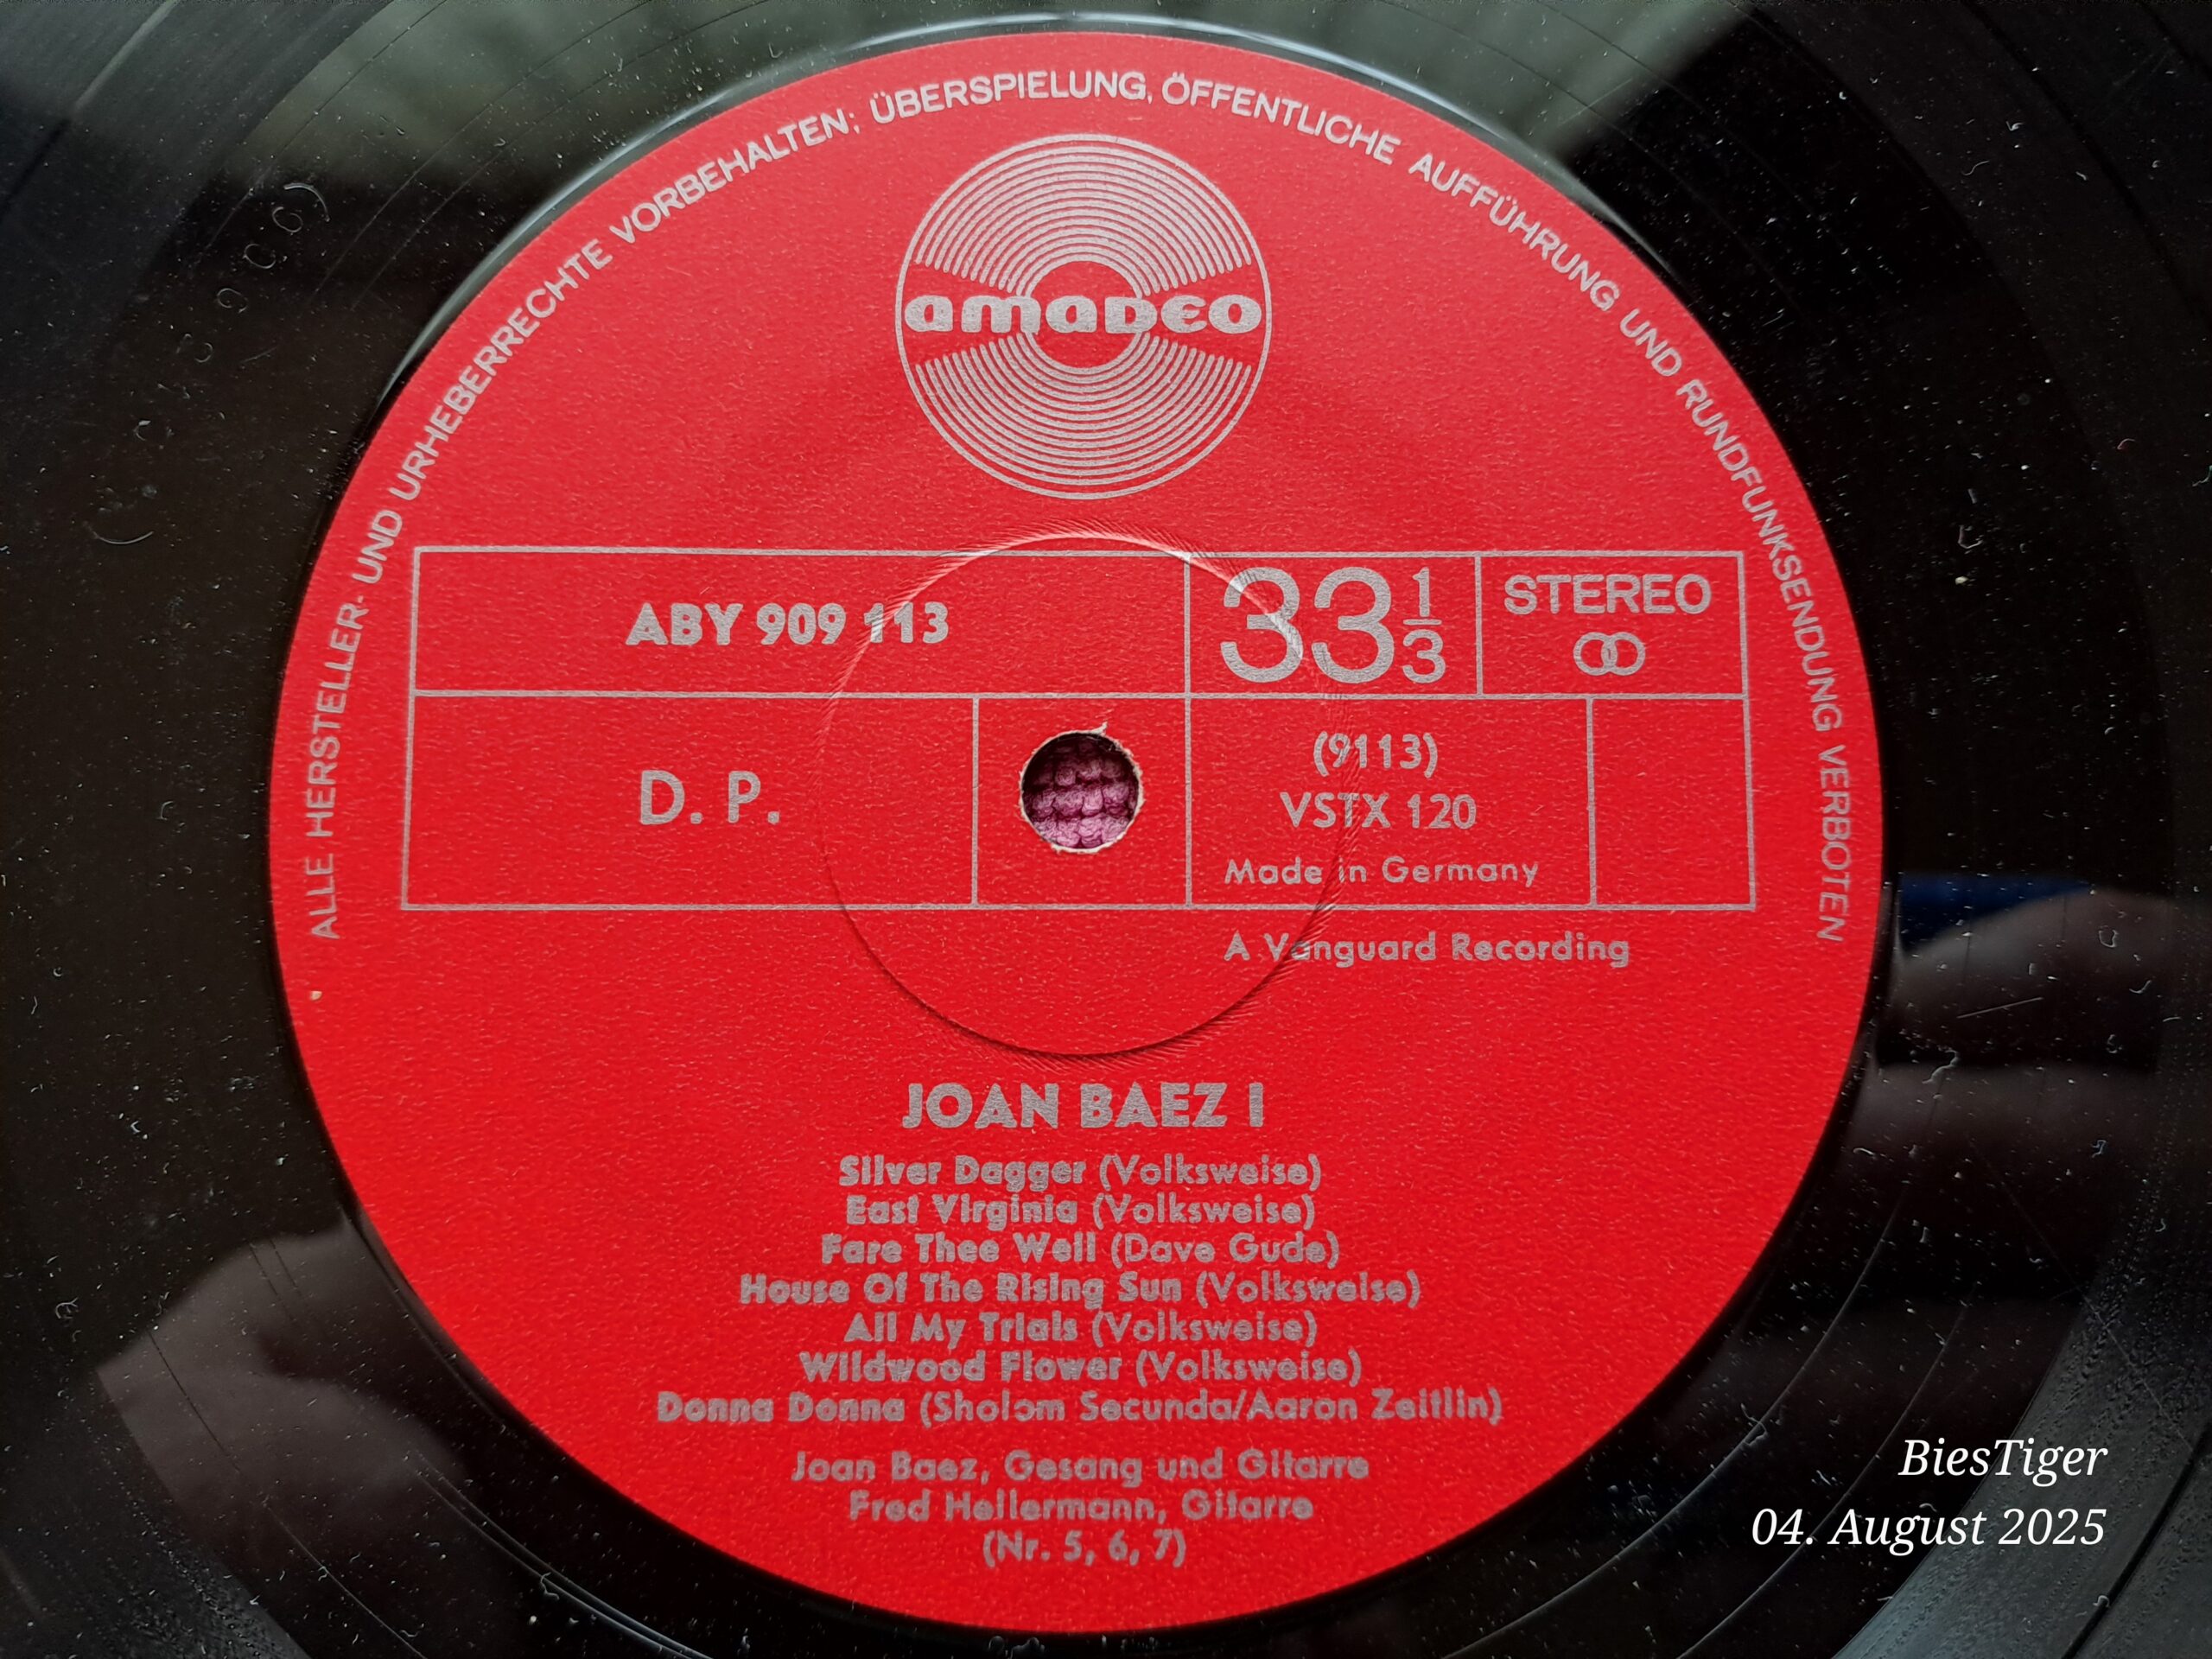 ALLE HERSTELLER- UND URHEBERRECHTE VORBEHALTEN; ÜBERSPIELUNG, ÖFFENTLICHE AUFFÜHRUNG UND RUNDFUNKSENDUNG VERBOTEN
amadeo
ABY 909 113
33 1/3
STEREO
D. P.
(9113)
VSTX 120
Made in Germany
A Vanguard Recording
JOAN BAEZ I
Silver Dagger (Volksweise)
East Virginia (Volksweise)
Fare Thee Well (Dave Gude)
House Of The Rising Sun (Volksweise)
All My Trials (Volksweise)
Wildwood Flower (Volksweise)
Donna Donna (Sholom Secunda/Aaron Zeitlin)
Joan Baez, Gesang und Gitarre
Fred Hellermann, Gitarre
(Nr. 5, 6, 7)
BiesTiger
04. August 2025